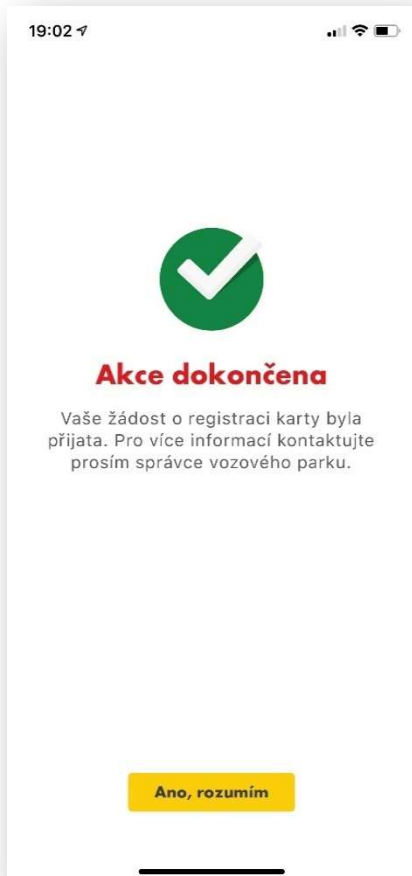 19:02
Akce dokončena
Vaše žádost o registraci karty byla
přijata. Pro více informací kontaktujte
prosím správce vozového parku.
Ano, rozumím